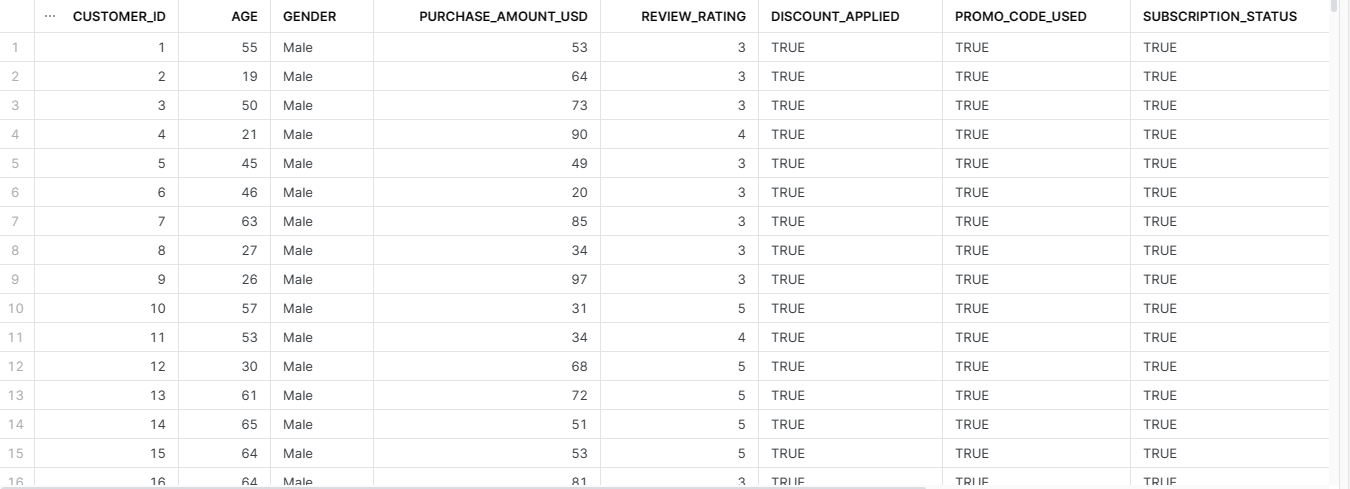 ··· CUSTOMER_ID AGE GENDER PURCHASE_AMOUNT_USD REVIEW_RATING DISCOUNT_APPLIED PROMO_CODE_USED SUBSCRIPTION_STATUS
1 1 55 Male 53 3 TRUE TRUE TRUE
2 2 19 Male 64 3 TRUE TRUE TRUE
3 3 50 Male 73 3 TRUE TRUE TRUE
4 4 21 Male 90 4 TRUE TRUE TRUE
5 5 45 Male 49 3 TRUE TRUE TRUE
6 6 46 Male 20 3 TRUE TRUE TRUE
7 7 63 Male 85 3 TRUE TRUE TRUE
8 8 27 Male 34 3 TRUE TRUE TRUE
9 9 26 Male 97 3 TRUE TRUE TRUE
10 10 57 Male 31 5 TRUE TRUE TRUE
11 11 53 Male 34 4 TRUE TRUE TRUE
12 12 30 Male 68 5 TRUE TRUE TRUE
13 13 61 Male 72 5 TRUE TRUE TRUE
14 14 65 Male 51 5 TRUE TRUE TRUE
15 15 64 Male 53 5 TRUE TRUE TRUE
16 16 64 Male 81 3 TRUE TRUE TRUE